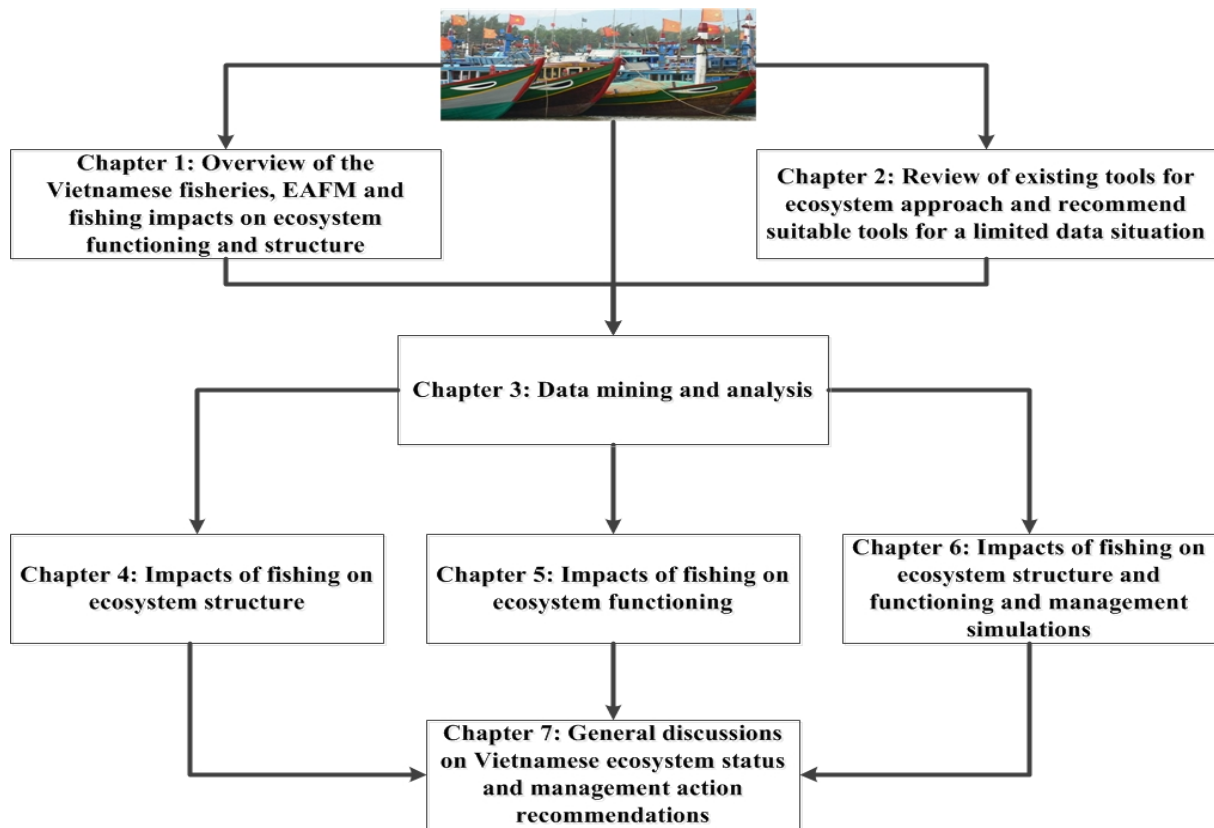 Chapter 1: Overview of the
Vietnamese fisheries, EAFM and
fishing impacts on ecosystem
functioning and structure
Chapter 2: Review of existing tools for
ecosystem approach and recommend
suitable tools for a limited data situation
Chapter 3: Data mining and analysis
Chapter 4: Impacts of fishing on
ecosystem structure
Chapter 5: Impacts of fishing on
ecosystem functioning
Chapter 6: Impacts of fishing on
ecosystem structure and
functioning and management
simulations
Chapter 7: General discussions
on Vietnamese ecosystem status
and management action
recommendations